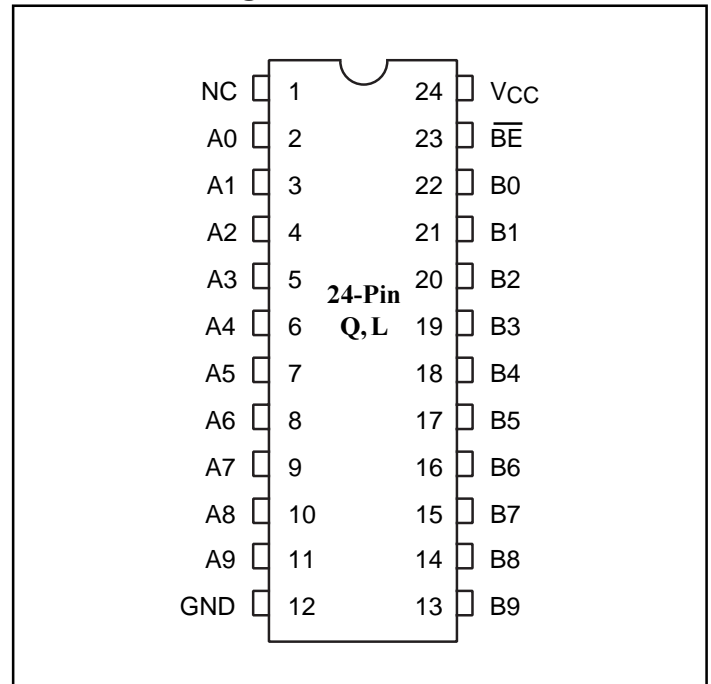 NC 1 24 VCC
A0 2 23 B̅E̅
A1 3 22 B0
A2 4 21 B1
A3 5 20 B2
24-Pin
A4 6 Q, L 19 B3
A5 7 18 B4
A6 8 17 B5
A7 9 16 B6
A8 10 15 B7
A9 11 14 B8
GND 12 13 B9